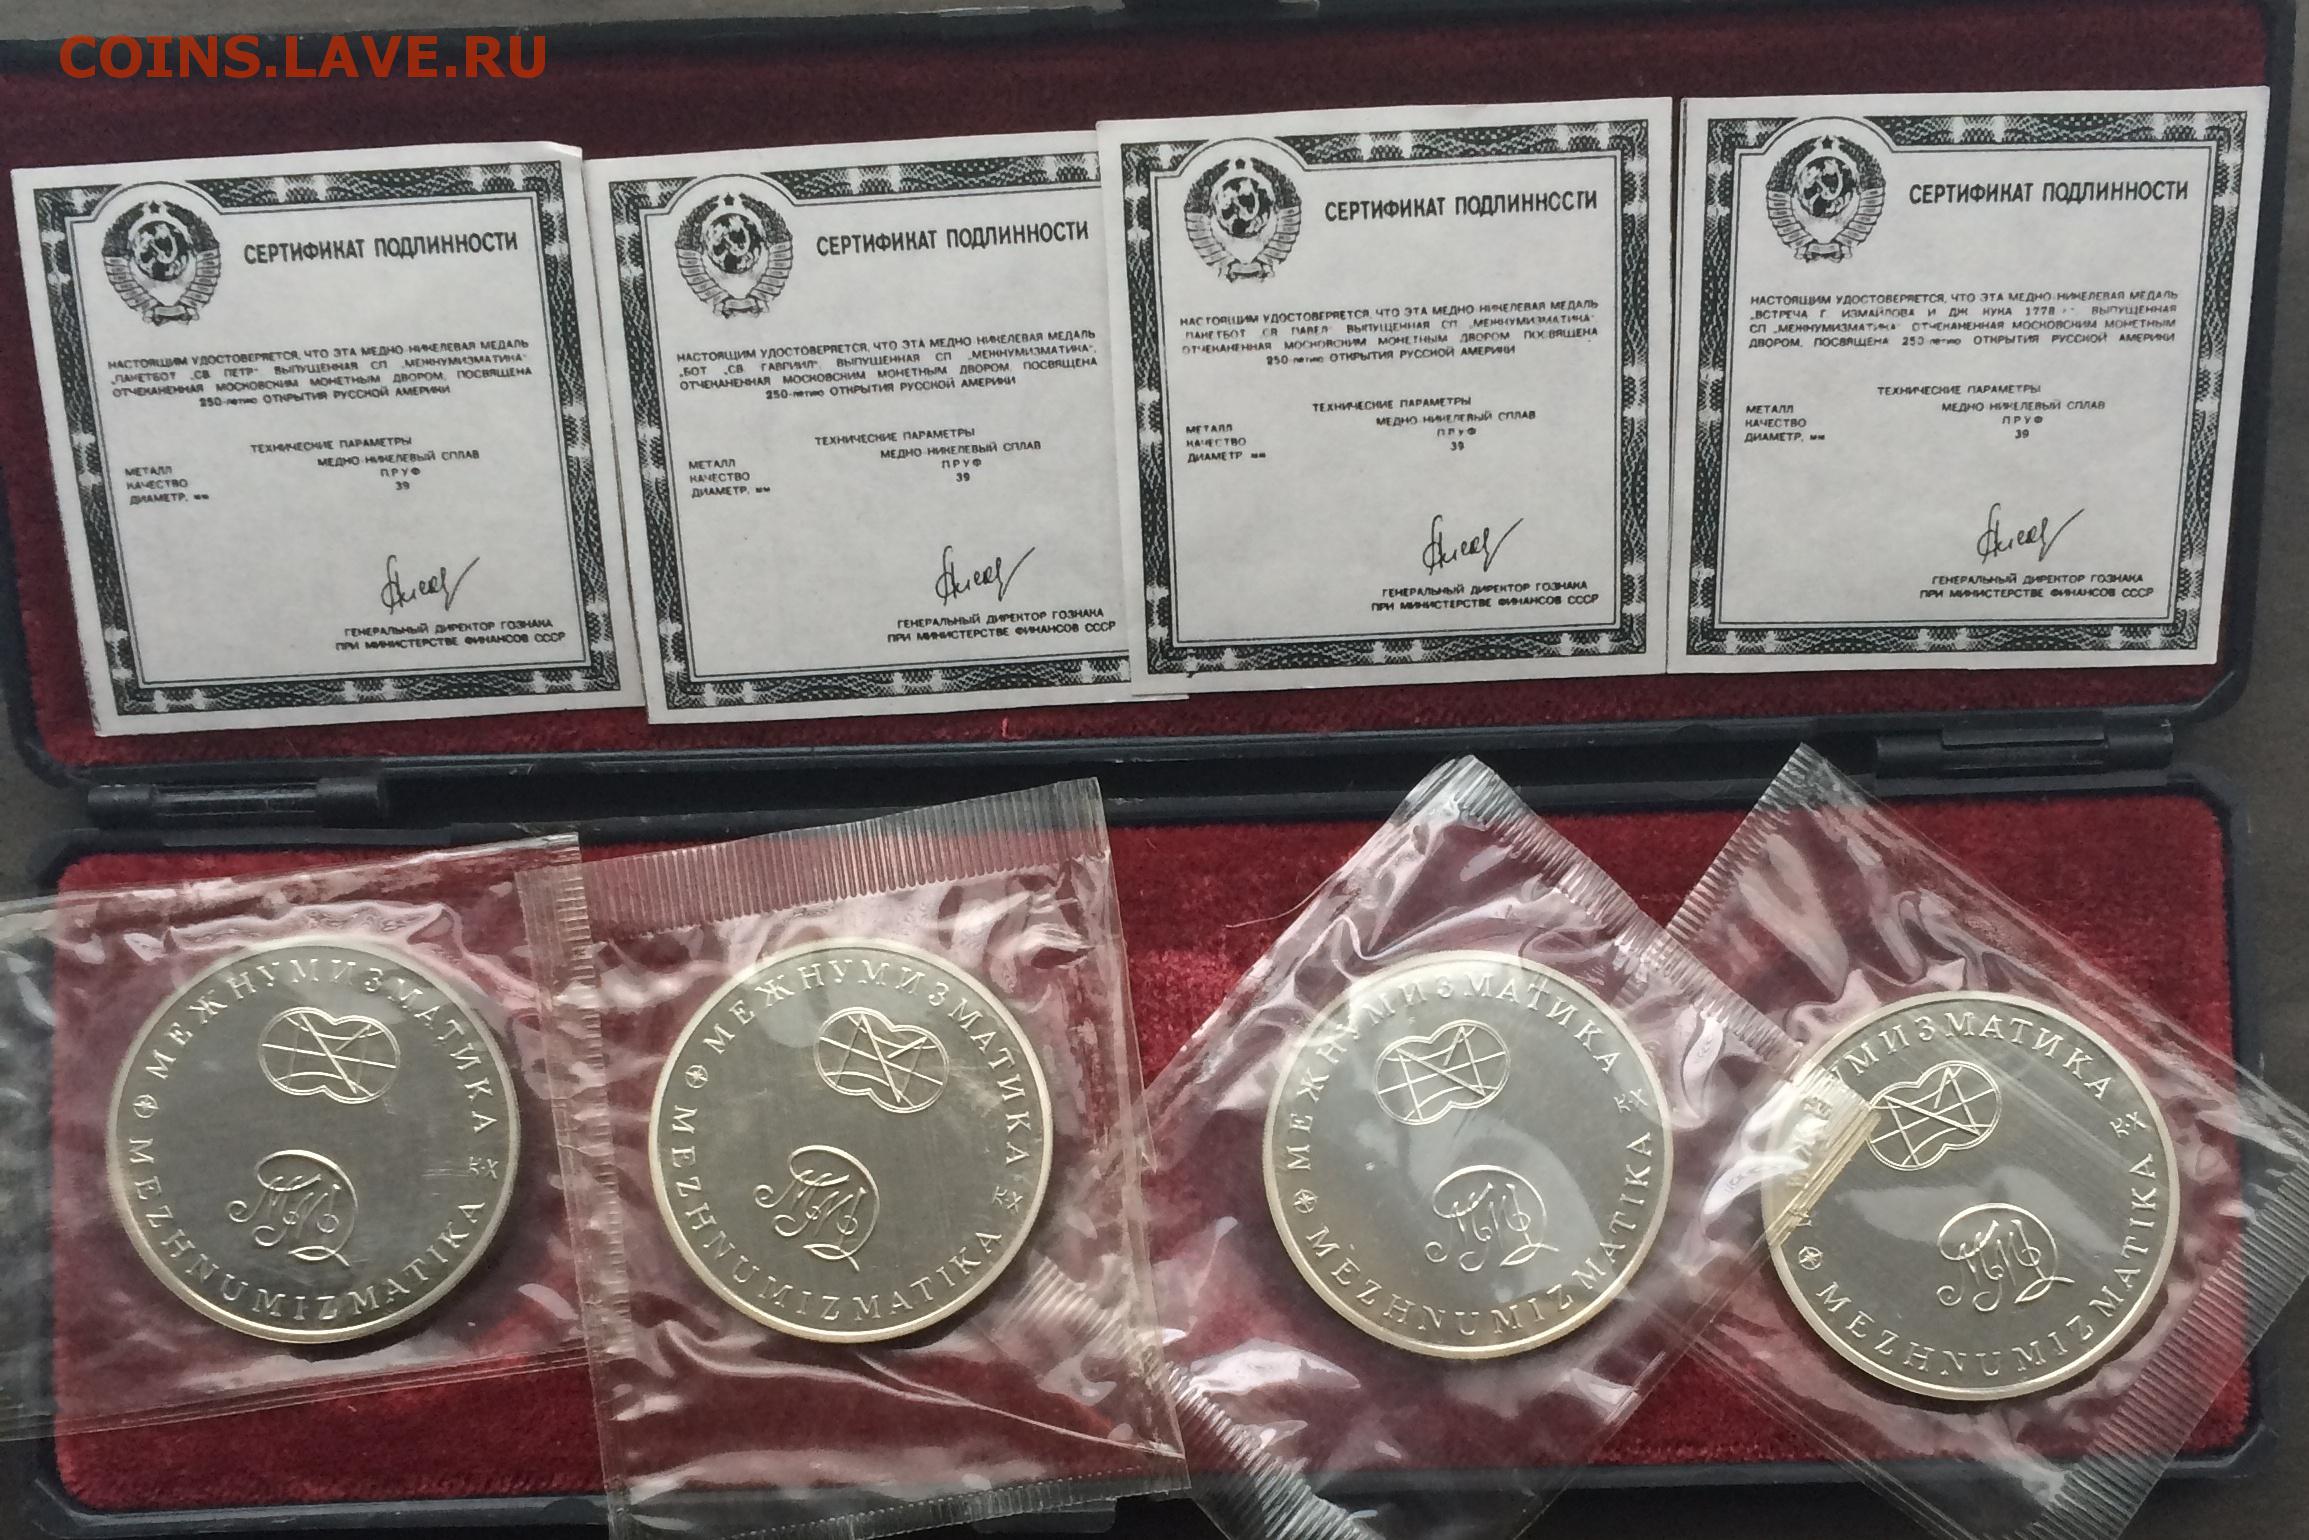 COINS.LAVE.RU
СЕРТИФИКАТ ПОДЛИННОСТИ
НАСТОЯЩИМ УДОСТОВЕРЯЕТСЯ, ЧТО ЭТА МЕДНО-НИКЕЛЕВАЯ МЕДАЛЬ
„ПАКЕТБОТ „СВ. ПЕТР“ ВЫПУЩЕННАЯ СП „МЕЖНУМИЗМАТИКА“,
ОТЧЕКАНЕННАЯ МОСКОВСКИМ МОНЕТНЫМ ДВОРОМ, ПОСВЯЩЕНА
250-летию ОТКРЫТИЯ РУССКОЙ АМЕРИКИ
ТЕХНИЧЕСКИЕ ПАРАМЕТРЫ
МЕТАЛЛ МЕДНО-НИКЕЛЕВЫЙ СПЛАВ
КАЧЕСТВО ПРУФ
ДИАМЕТР, мм 39
ГЕНЕРАЛЬНЫЙ ДИРЕКТОР ГОЗНАКА
ПРИ МИНИСТЕРСТВЕ ФИНАНСОВ СССР
СЕРТИФИКАТ ПОДЛИННОСТИ
НАСТОЯЩИМ УДОСТОВЕРЯЕТСЯ, ЧТО ЭТА МЕДНО-НИКЕЛЕВАЯ МЕДАЛЬ
„БОТ „СВ. ГАВРИИЛ“, ВЫПУЩЕННАЯ СП „МЕЖНУМИЗМАТИКА“,
ОТЧЕКАНЕННАЯ МОСКОВСКИМ МОНЕТНЫМ ДВОРОМ, ПОСВЯЩЕНА
250-летию ОТКРЫТИЯ РУССКОЙ АМЕРИКИ
ТЕХНИЧЕСКИЕ ПАРАМЕТРЫ
МЕТАЛЛ МЕДНО-НИКЕЛЕВЫЙ СПЛАВ
КАЧЕСТВО ПРУФ
ДИАМЕТР, мм 39
ГЕНЕРАЛЬНЫЙ ДИРЕКТОР ГОЗНАКА
ПРИ МИНИСТЕРСТВЕ ФИНАНСОВ СССР
СЕРТИФИКАТ ПОДЛИННОСТИ
НАСТОЯЩИМ УДОСТОВЕРЯЕТСЯ, ЧТО ЭТА МЕДНО НИКЕЛЕВАЯ МЕДАЛЬ
ПАКЕТБОТ СВ ПАВЕЛ ВЫПУЩЕННАЯ СП „МЕЖНУМИЗМАТИКА“
ОТЧЕКАНЕННАЯ МОСКОВСКИМ МОНЕТНЫМ ДВОРОМ ПОСВЯЩЕНА
250-летию ОТКРЫТИЯ РУССКОЙ АМЕРИКИ
ТЕХНИЧЕСКИЕ ПАРАМЕТРЫ
МЕТАЛЛ МЕДНО НИКЕЛЕВЫЙ СПЛАВ
КАЧЕСТВО ПРУФ
ДИАМЕТР мм 39
ГЕНЕРАЛЬНЫЙ ДИРЕКТОР ГОЗНАКА
ПРИ МИНИСТЕРСТВЕ ФИНАНСОВ СССР
СЕРТИФИКАТ ПОДЛИННОСТИ
НАСТОЯЩИМ УДОСТОВЕРЯЕТСЯ, ЧТО ЭТА МЕДНО-НИКЕЛЕВАЯ МЕДАЛЬ
„ВСТРЕЧА Г. ИЗМАЙЛОВА И ДЖ КУКА 1778 г“ ВЫПУЩЕННАЯ
СП „МЕЖНУМИЗМАТИКА“ ОТЧЕКАНЕННАЯ МОСКОВСКИМ МОНЕТНЫМ
ДВОРОМ, ПОСВЯЩЕНА 250-летию ОТКРЫТИЯ РУССКОЙ АМЕРИКИ
ТЕХНИЧЕСКИЕ ПАРАМЕТРЫ
МЕТАЛЛ МЕДНО НИКЕЛЕВЫЙ СПЛАВ
КАЧЕСТВО ПРУФ
ДИАМЕТР, мм 39
ГЕНЕРАЛЬНЫЙ ДИРЕКТОР ГОЗНАКА
ПРИ МИНИСТЕРСТВЕ ФИНАНСОВ СССР
МЕЖНУМИЗМАТИКА
MEZHNUMIZMATIKA
МЕЖНУМИЗМАТИКА
MEZHNUMIZMATIKA
МЕЖНУМИЗМАТИКА
MEZHNUMIZMATIKA
УМИЗМАТИКА
MEZHNUMIZMATIKA